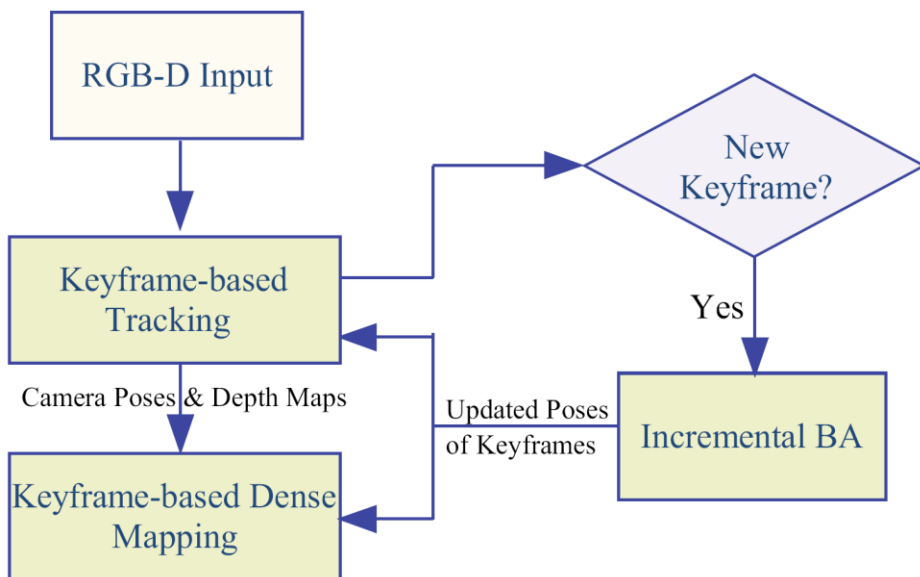 RGB-D Input
New
Keyframe?
Keyframe-based
Tracking
Yes
Camera Poses & Depth Maps
Updated Poses
of Keyframes
Incremental BA
Keyframe-based Dense
Mapping